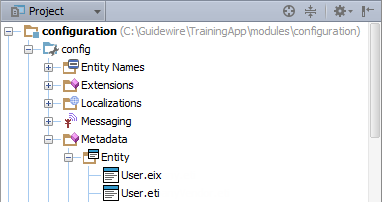 Project
configuration (C:\Guidewire\TrainingApp\modules\configuration)
config
Entity Names
Extensions
Localizations
Messaging
Metadata
Entity
User.eix
User.eti